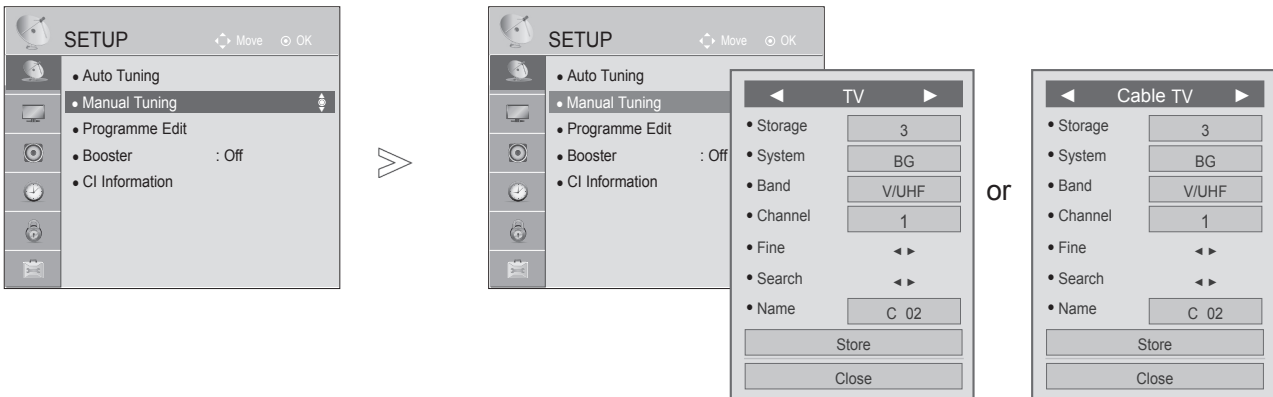 SETUP
Move OK
• Auto Tuning
• Manual Tuning
• Programme Edit
• Booster : Off
• CI Information
SETUP
Move OK
• Auto Tuning
• Manual Tuning
• Programme Edit
• Booster : Off
• CI Information
◄ TV ►
• Storage 3
• System BG
• Band V/UHF
• Channel 1
• Fine ◄ ►
• Search ◄ ►
• Name C 02
Store
Close
or
◄ Cable TV ►
• Storage 3
• System BG
• Band V/UHF
• Channel 1
• Fine ◄ ►
• Search ◄ ►
• Name C 02
Store
Close